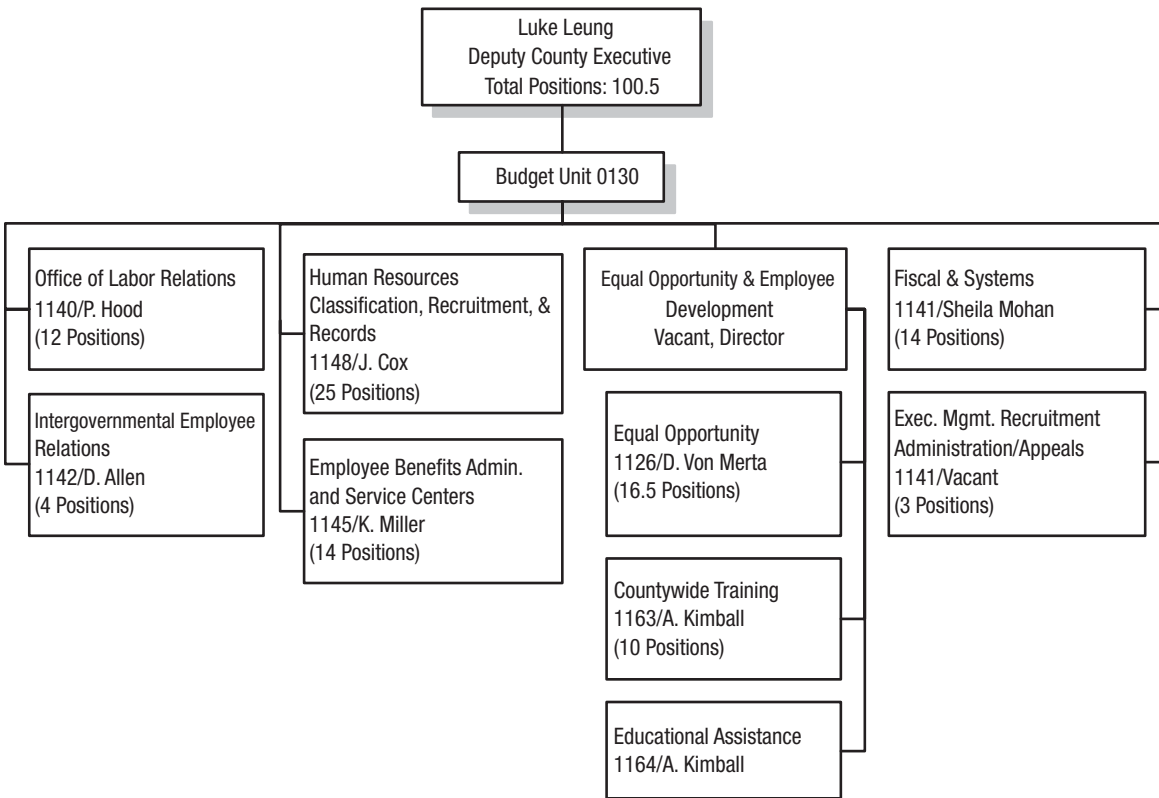 Luke Leung
Deputy County Executive
Total Positions: 100.5
Budget Unit 0130
Office of Labor Relations
1140/P. Hood
(12 Positions)
Intergovernmental Employee
Relations
1142/D. Allen
(4 Positions)
Human Resources
Classification, Recruitment, &
Records
1148/J. Cox
(25 Positions)
Employee Benefits Admin.
and Service Centers
1145/K. Miller
(14 Positions)
Equal Opportunity & Employee
Development
Vacant, Director
Equal Opportunity
1126/D. Von Merta
(16.5 Positions)
Countywide Training
1163/A. Kimball
(10 Positions)
Educational Assistance
1164/A. Kimball
Fiscal & Systems
1141/Sheila Mohan
(14 Positions)
Exec. Mgmt. Recruitment
Administration/Appeals
1141/Vacant
(3 Positions)